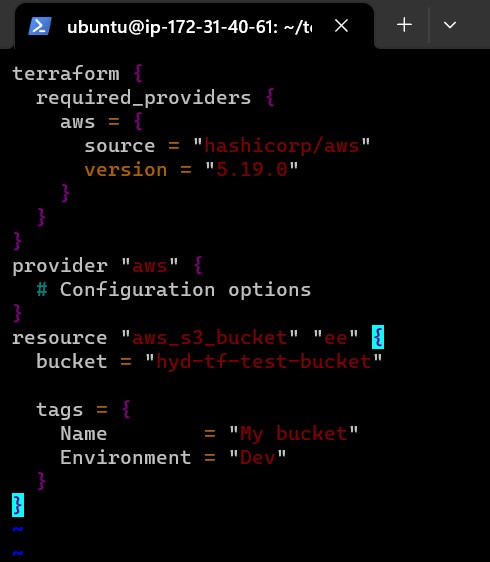 ubuntu@ip-172-31-40-61: ~/t
terraform {
  required_providers {
    aws = {
      source = "hashicorp/aws"
      version = "5.19.0"
    }
  }
}
provider "aws" {
  # Configuration options
}
resource "aws_s3_bucket" "ee" {
  bucket = "hyd-tf-test-bucket"

  tags = {
    Name        = "My bucket"
    Environment = "Dev"
  }
}
~
~